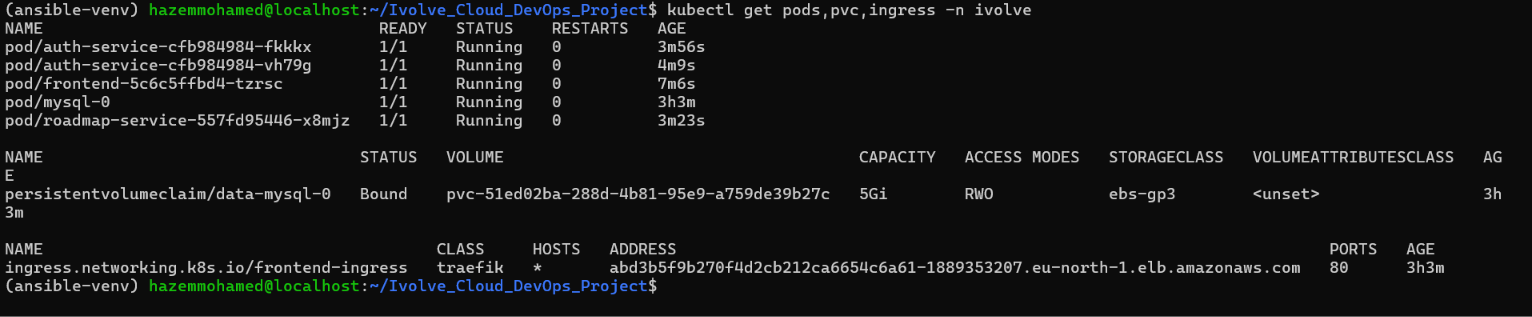 (ansible-venv) hazemmohamed@localhost:~/Ivolve_Cloud_DevOps_Project$ kubectl get pods,pvc,ingress -n ivolve
NAME READY STATUS RESTARTS AGE
pod/auth-service-cfb984984-fkkkx 1/1 Running 0 3m56s
pod/auth-service-cfb984984-vh79g 1/1 Running 0 4m9s
pod/frontend-5c6c5ffbd4-tzrsc 1/1 Running 0 7m6s
pod/mysql-0 1/1 Running 0 3h3m
pod/roadmap-service-557fd95446-x8mjz 1/1 Running 0 3m23s
NAME STATUS VOLUME CAPACITY ACCESS MODES STORAGECLASS VOLUMEATTRIBUTESCLASS AG
E
persistentvolumeclaim/data-mysql-0 Bound pvc-51ed02ba-288d-4b81-95e9-a759de39b27c 5Gi RWO ebs-gp3 <unset> 3h
3m
NAME CLASS HOSTS ADDRESS PORTS AGE
ingress.networking.k8s.io/frontend-ingress traefik * abd3b5f9b270f4d2cb212ca6654c6a61-1889353207.eu-north-1.elb.amazonaws.com 80 3h3m
(ansible-venv) hazemmohamed@localhost:~/Ivolve_Cloud_DevOps_Project$